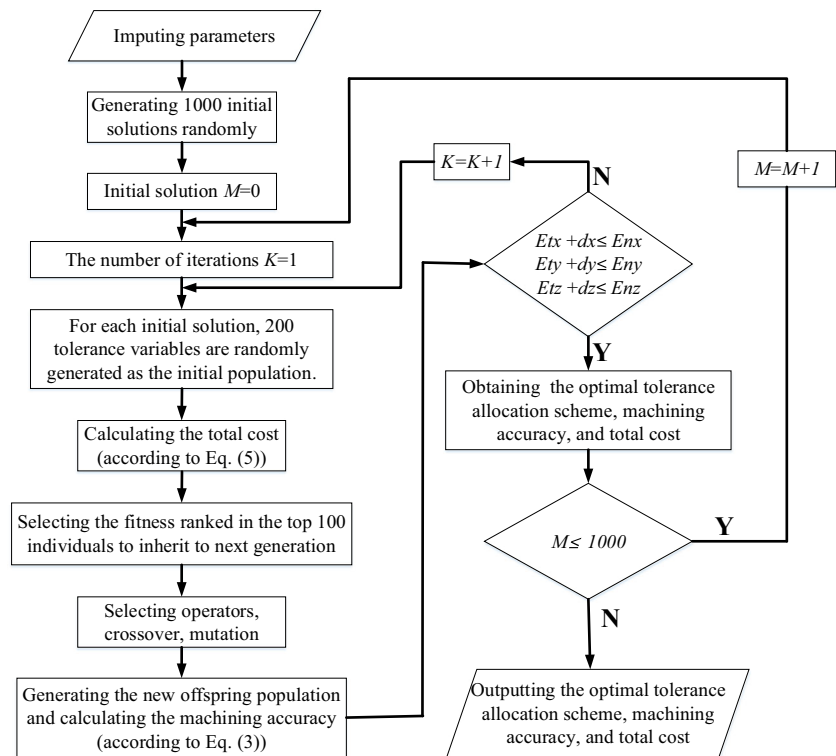 Imputing parameters
Generating 1000 initial
solutions randomly
Initial solution M=0
The number of iterations K=1
For each initial solution, 200
tolerance variables are
randomly
generated as the initial population.
Calculating the total cost
(according to Eq. (5))
Selecting the fitness ranked in the top 100
individuals to inherit to next generation
Selecting operators,
crossover, mutation
Generating the new offspring population
and calculating the machining accuracy
(according to Eq. (3))
K=K+1
N
Etx +dx≤ Enx
Ety +dy≤ Eny
Etz +dz≤ Enz
Y
Obtaining the optimal tolerance
allocation scheme, machining
accuracy, and total cost
M≤ 1000
Y
M=M+1
N
Outputting the optimal tolerance
allocation scheme, machining
accuracy, and total cost